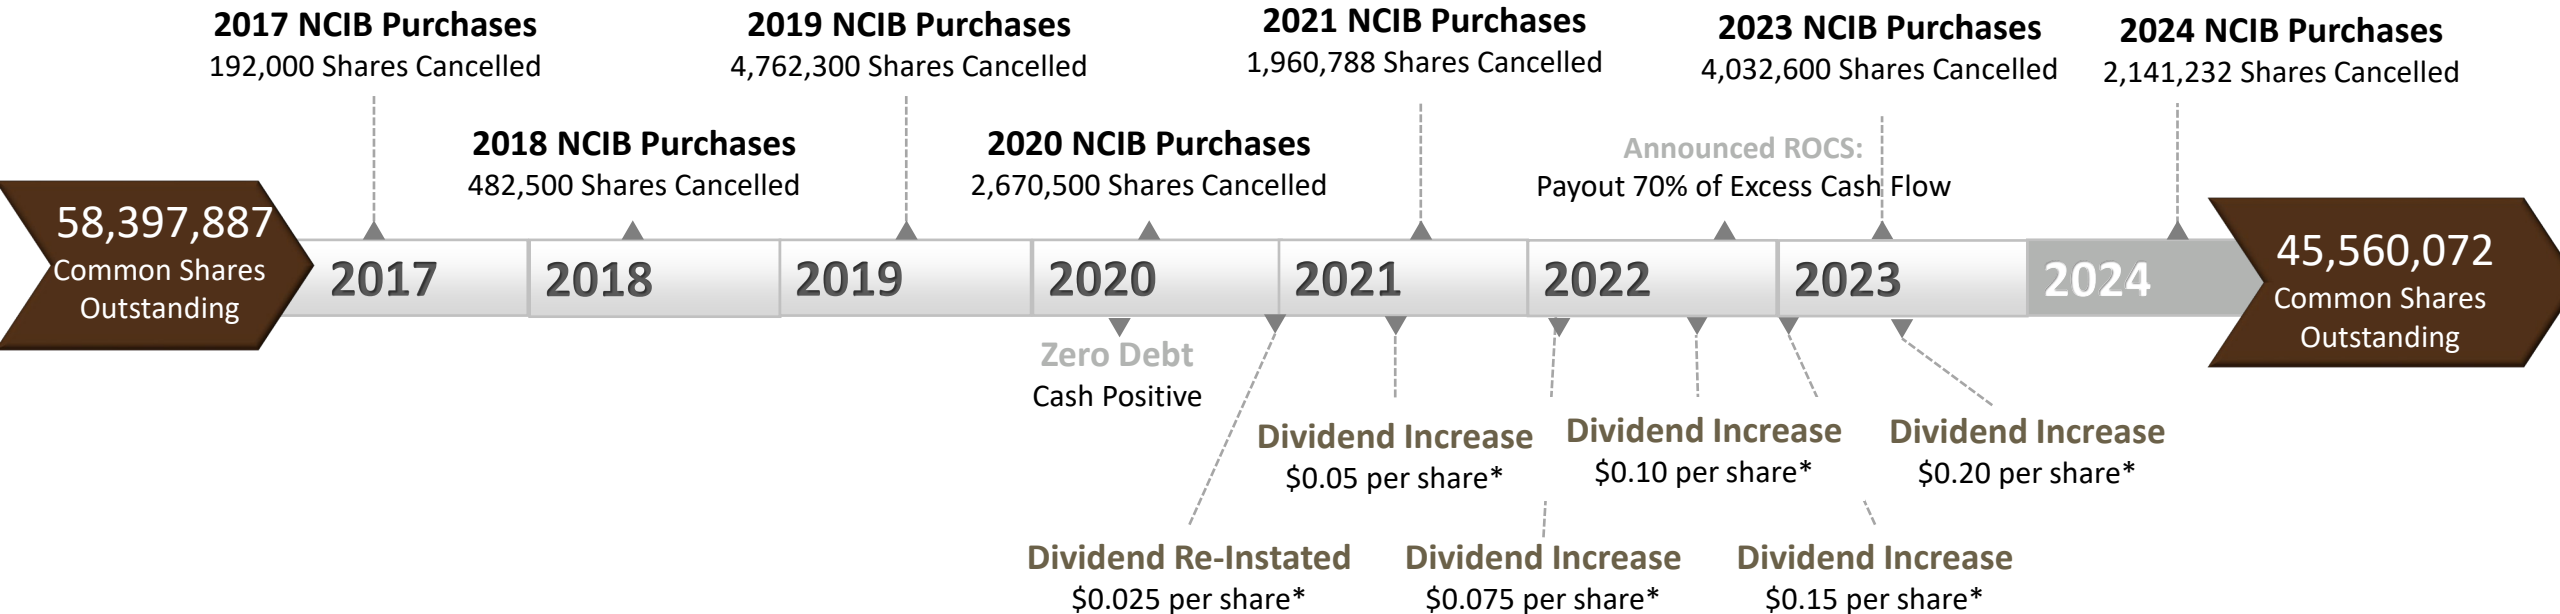 2017 NCIB Purchases
192,000 Shares Cancelled
2018 NCIB Purchases
482,500 Shares Cancelled
2019 NCIB Purchases
4,762,300 Shares Cancelled
2020 NCIB Purchases
2,670,500 Shares Cancelled
2021 NCIB Purchases
1,960,788 Shares Cancelled
Announced ROCS:
Payout 70% of Excess Cash Flow
2023 NCIB Purchases
4,032,600 Shares Cancelled
2024 NCIB Purchases
2,141,232 Shares Cancelled
58,397,887
Common Shares
Outstanding
2017
2018
2019
2020
2021
2022
2023
2024
45,560,072
Common Shares
Outstanding
Zero Debt
Cash Positive
Dividend Re-Instated
$0.025 per share*
Dividend Increase
$0.05 per share*
Dividend Increase
$0.075 per share*
Dividend Increase
$0.10 per share*
Dividend Increase
$0.15 per share*
Dividend Increase
$0.20 per share*